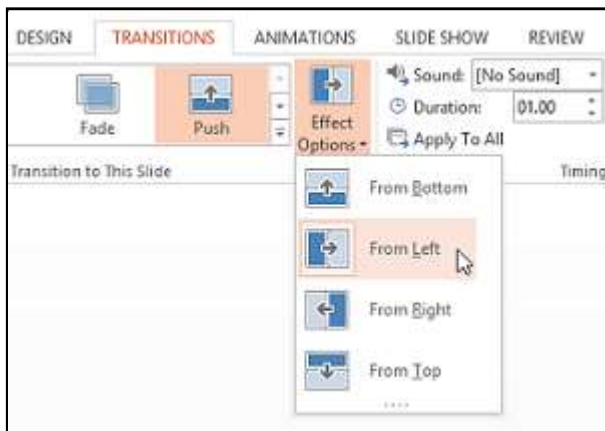 DESIGN TRANSITIONS ANIMATIONS SLIDE SHOW REVIEW
Fade Push Effect Options Sound: [No Sound]
Duration: 01.00
Apply To All
Transition to This Slide Timing
From Bottom
From Left
From Right
From Top